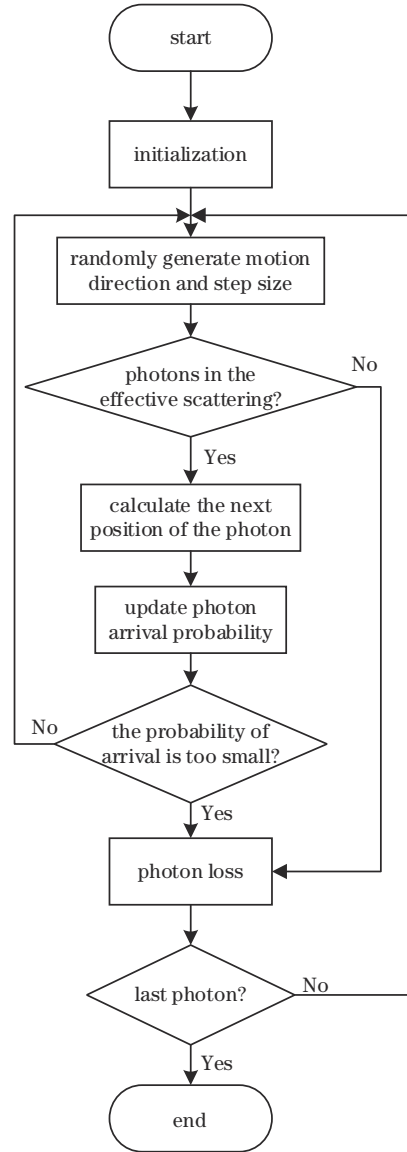 start
initialization
randomly generate motion
direction and step size
photons in the
effective scattering?
No
Yes
calculate the next
position of the photon
update photon
arrival probability
No
the probability of
arrival is too small?
Yes
photon loss
last photon?
No
Yes
end